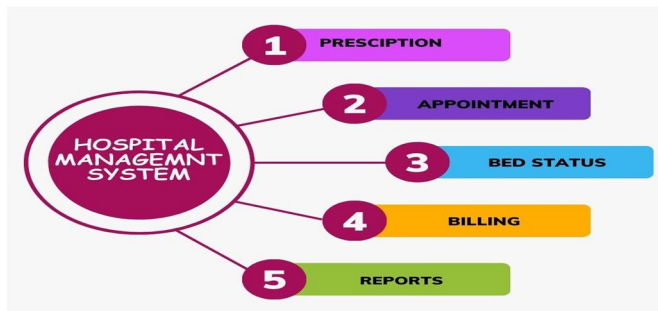 HOSPITAL
MANAGEMNT
SYSTEM
1 PRESCIPTION
2 APPOINTMENT
3 BED STATUS
4 BILLING
5 REPORTS